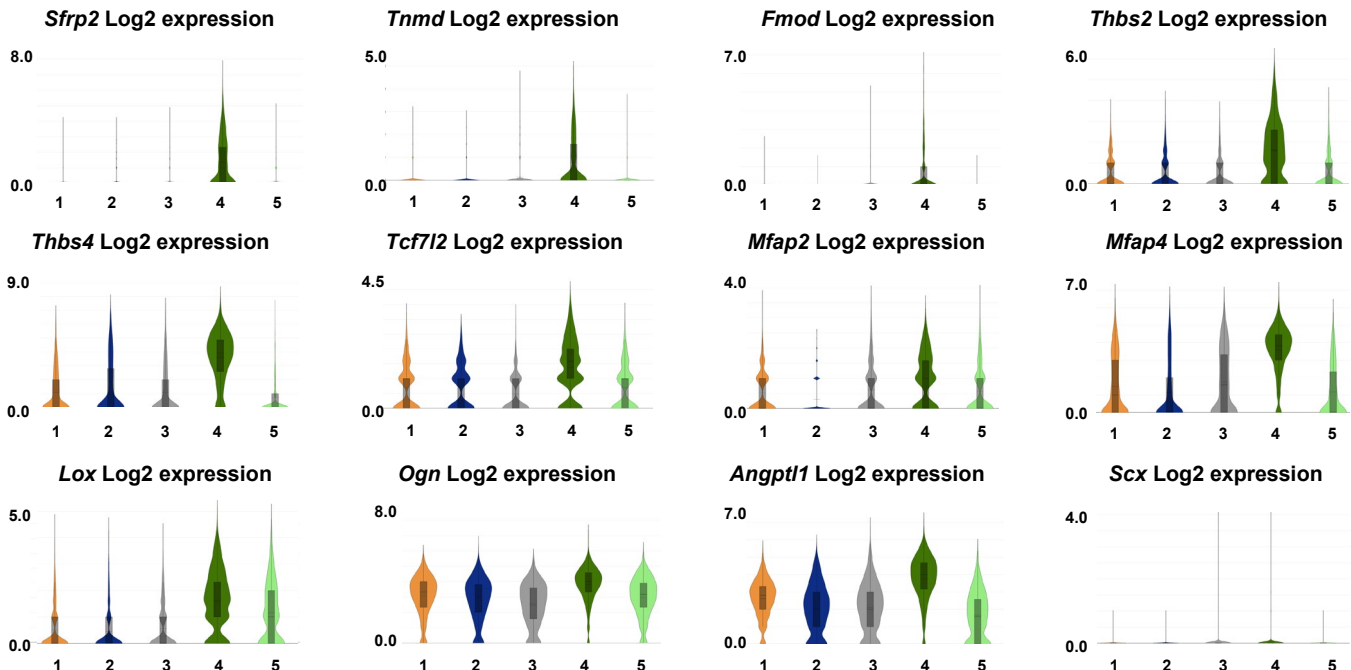 Sfrp2 Log2 expression
Tnmd Log2 expression
Fmod Log2 expression
Thbs2 Log2 expression
8.0
0.0
1 2 3 4 5
5.0
0.0
1 2 3 4 5
7.0
0.0
1 2 3 4 5
6.0
0.0
1 2 3 4 5
Thbs4 Log2 expression
Tcf7l2 Log2 expression
Mfap2 Log2 expression
Mfap4 Log2 expression
9.0
0.0
1 2 3 4 5
4.5
0.0
1 2 3 4 5
4.0
0.0
1 2 3 4 5
7.0
0.0
1 2 3 4 5
Lox Log2 expression
Ogn Log2 expression
Angptl1 Log2 expression
Scx Log2 expression
5.0
0.0
1 2 3 4 5
8.0
0.0
1 2 3 4 5
7.0
0.0
1 2 3 4 5
4.0
0.0
1 2 3 4 5